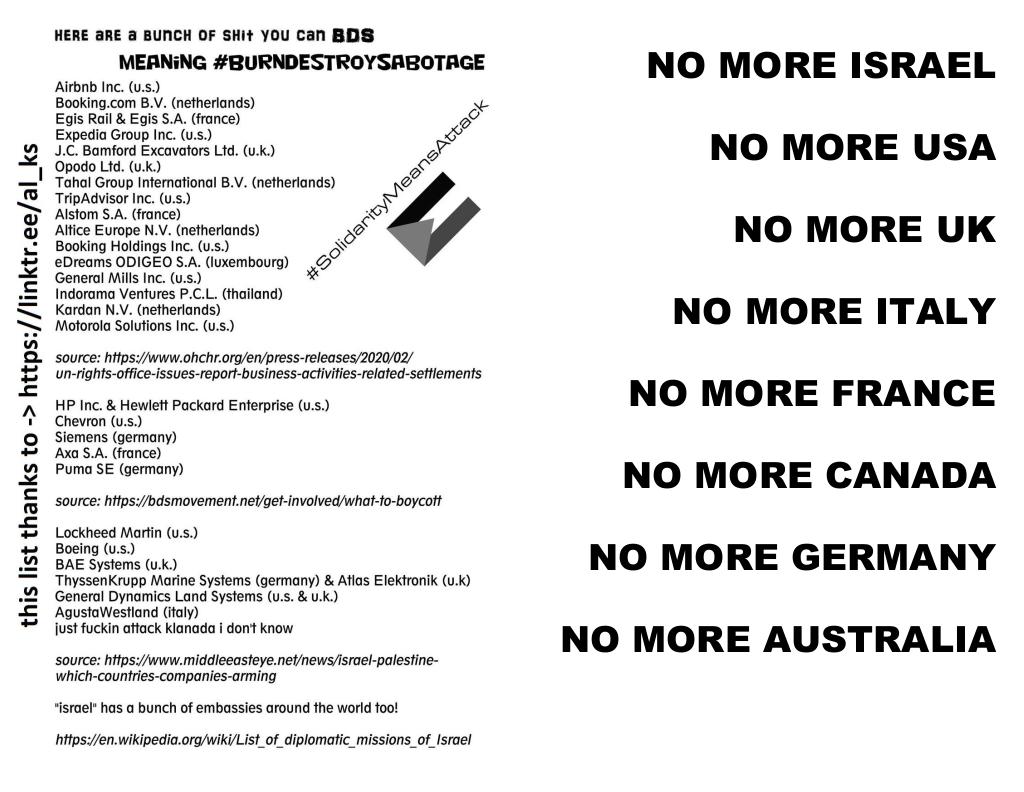 HERE aRE a BUNCH OF SHit YOU Can BDS
MEANiNG #BURNDESTROYSABOTAGE
Airbnb Inc. (u.s.)
Booking.com B.V. (netherlands)
Egis Rail & Egis S.A. (france)
Expedia Group Inc. (u.s.)
J.C. Bamford Excavators Ltd. (u.k.)
Opodo Ltd. (u.k.)
Tahal Group International B.V. (netherlands)
TripAdvisor Inc. (u.s.)
Alstom S.A. (france)
Altice Europe N.V. (netherlands)
Booking Holdings Inc. (u.s.)
eDreams ODIGEO S.A. (luxembourg)
General Mills Inc. (u.s.)
Indorama Ventures P.C.L. (thailand)
Kardan N.V. (netherlands)
Motorola Solutions Inc. (u.s.)
source: https://www.ohchr.org/en/press-releases/2020/02/
un-rights-office-issues-report-business-activities-related-settlements
HP Inc. & Hewlett Packard Enterprise (u.s.)
Chevron (u.s.)
Siemens (germany)
Axa S.A. (france)
Puma SE (germany)
source: https://bdsmovement.net/get-involved/what-to-boycott
Lockheed Martin (u.s.)
Boeing (u.s.)
BAE Systems (u.k.)
ThyssenKrupp Marine Systems (germany) & Atlas Elektronik (u.k)
General Dynamics Land Systems (u.s. & u.k.)
AgustaWestland (italy)
just fuckin attack klanada i don't know
source: https://www.middleeasteye.net/news/israel-palestine-
which-countries-companies-arming
"israel" has a bunch of embassies around the world too!
https://en.wikipedia.org/wiki/List_of_diplomatic_missions_of_Israel
this list thanks to -> https://linktr.ee/al_ks
#SolidarityMeansAttack
NO MORE ISRAEL
NO MORE USA
NO MORE UK
NO MORE ITALY
NO MORE FRANCE
NO MORE CANADA
NO MORE GERMANY
NO MORE AUSTRALIA